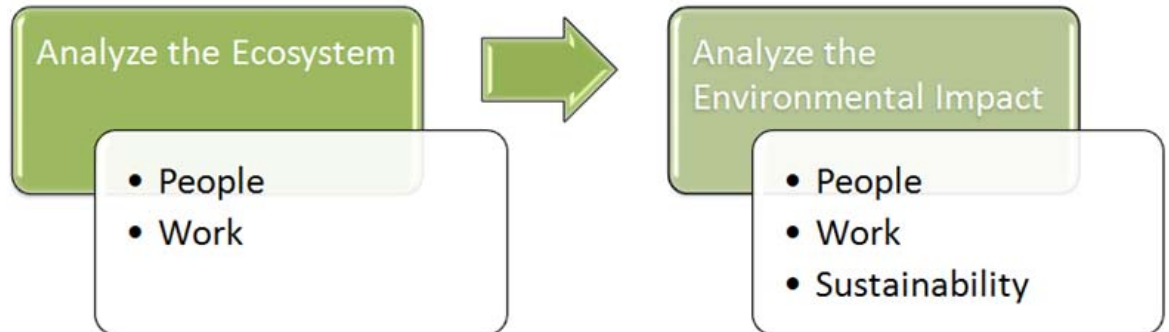 Analyze the Ecosystem
• People
• Work
Analyze the
Environmental Impact
• People
• Work
• Sustainability